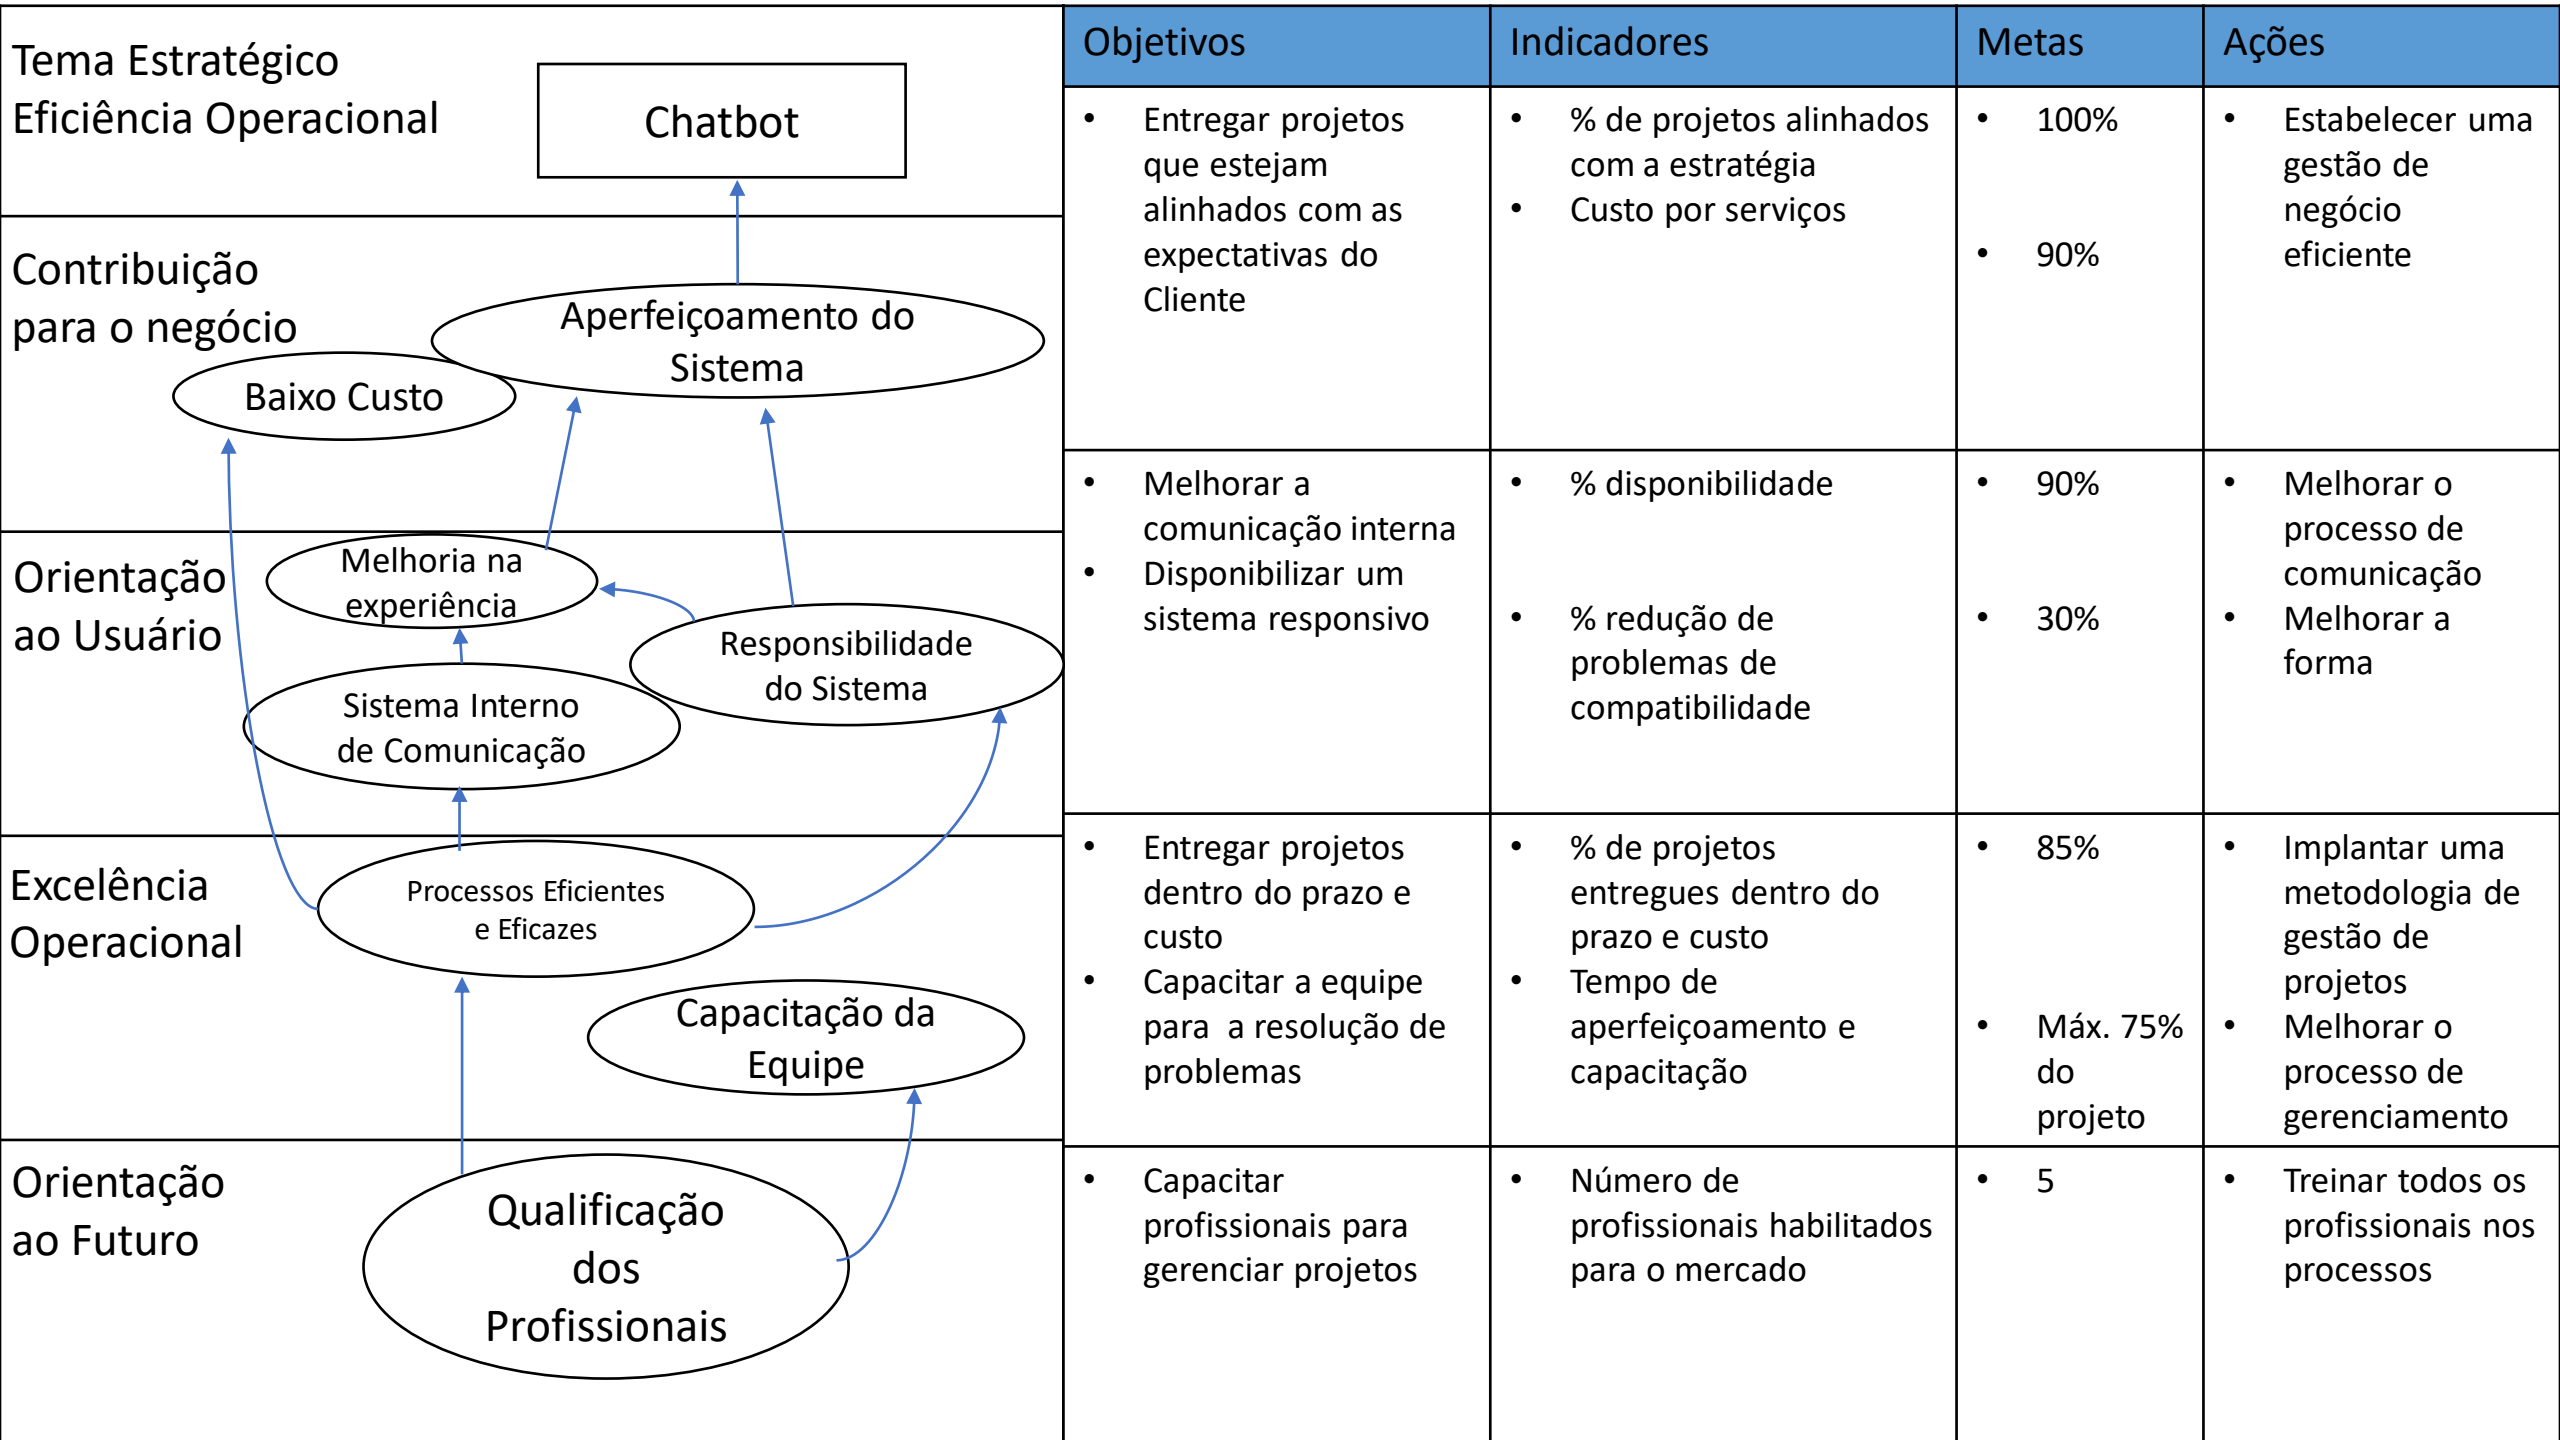 Tema Estratégico
Eficiência Operacional
Chatbot
Contribuição
para o negócio
Aperfeiçoamento do
Sistema
Baixo Custo
Orientação
ao Usuário
Melhoria na
experiência
Responsibilidade
do Sistema
Sistema Interno
de Comunicação
Excelência
Operacional
Processos Eficientes
e Eficazes
Capacitação da
Equipe
Orientação
ao Futuro
Qualificação
dos
Profissionais
Objetivos
Indicadores
Metas
Ações
• Entregar projetos
que estejam
alinhados com as
expectativas do
Cliente
• % de projetos alinhados
com a estratégia
• Custo por serviços
• 100%
• 90%
• Estabelecer uma
gestão de
negócio
eficiente
• Melhorar a
comunicação interna
• Disponibilizar um
sistema responsivo
• % disponibilidade
• % redução de
problemas de
compatibilidade
• 90%
• 30%
• Melhorar o
processo de
comunicação
• Melhorar a
forma
• Entregar projetos
dentro do prazo e
custo
• Capacitar a equipe
para  a resolução de
problemas
• % de projetos
entregues dentro do
prazo e custo
• Tempo de
aperfeiçoamento e
capacitação
• 85%
• Máx. 75%
do
projeto
• Implantar uma
metodologia de
gestão de
projetos
• Melhorar o
processo de
gerenciamento
• Capacitar
profissionais para
gerenciar projetos
• Número de
profissionais habilitados
para o mercado
• 5
• Treinar todos os
profissionais nos
processos